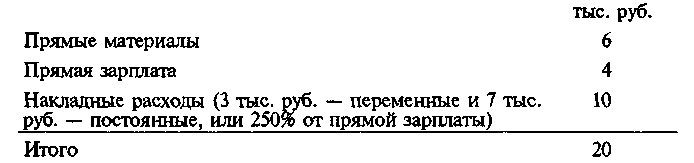 тыс. руб.
Прямые материалы 6
Прямая зарплата 4
Накладные расходы (3 тыс. руб. — переменные и 7 тыс. 10
руб. — постоянные, или 250% от прямой зарплаты)
Итого 20